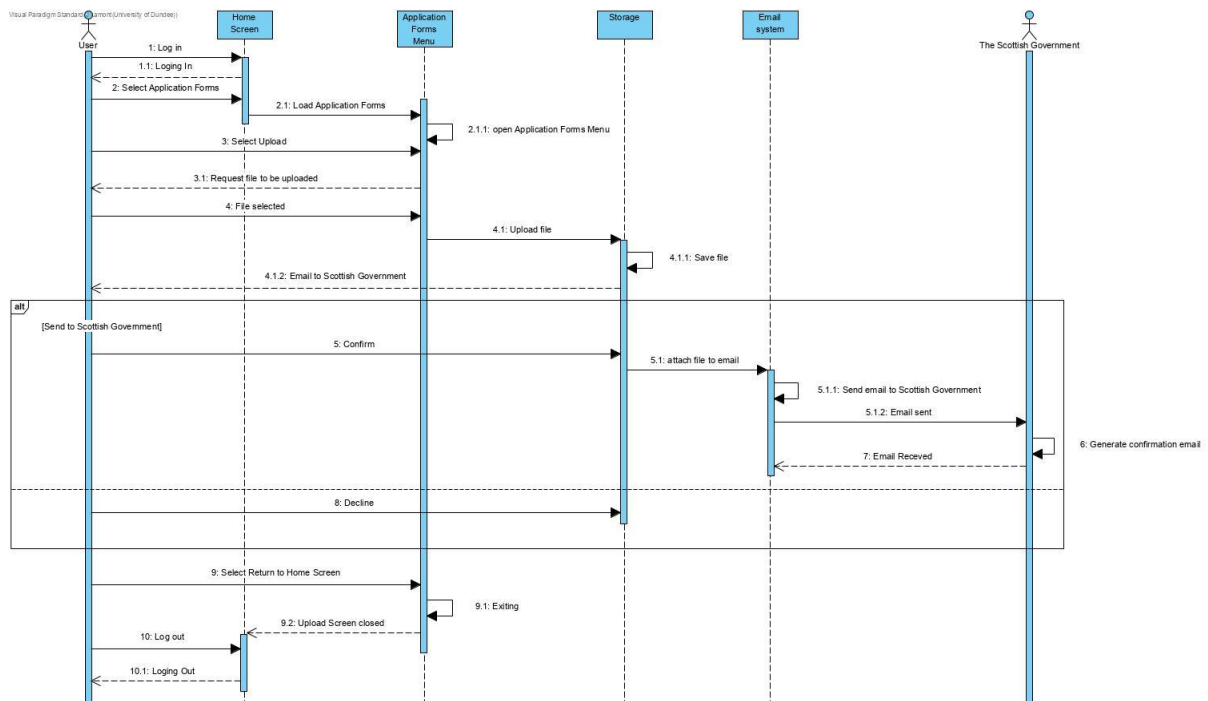 Visual Paradigm Standard
amont(University of Dundee))
User
Home
Screen
Application
Forms
Menu
Storage
Email
system
The Scottish Government
1: Log in
1.1: Loging In
2: Select Application Forms
2.1: Load Application Forms
2.1.1: open Application Forms Menu
3: Select Upload
3.1: Request file to be uploaded
4: File selected
4.1: Upload file
4.1.1: Save file
4.1.2: Email to Scottish Government
alt
[Send to Scottish Government]
5: Confirm
5.1: attach file to email
5.1.1: Send email to Scottish Government
5.1.2: Email sent
6: Generate confirmation email
7: Email Receved
8: Decline
9: Select Return to Home Screen
9.1: Exiting
9.2: Upload Screen closed
10: Log out
10.1: Loging Out